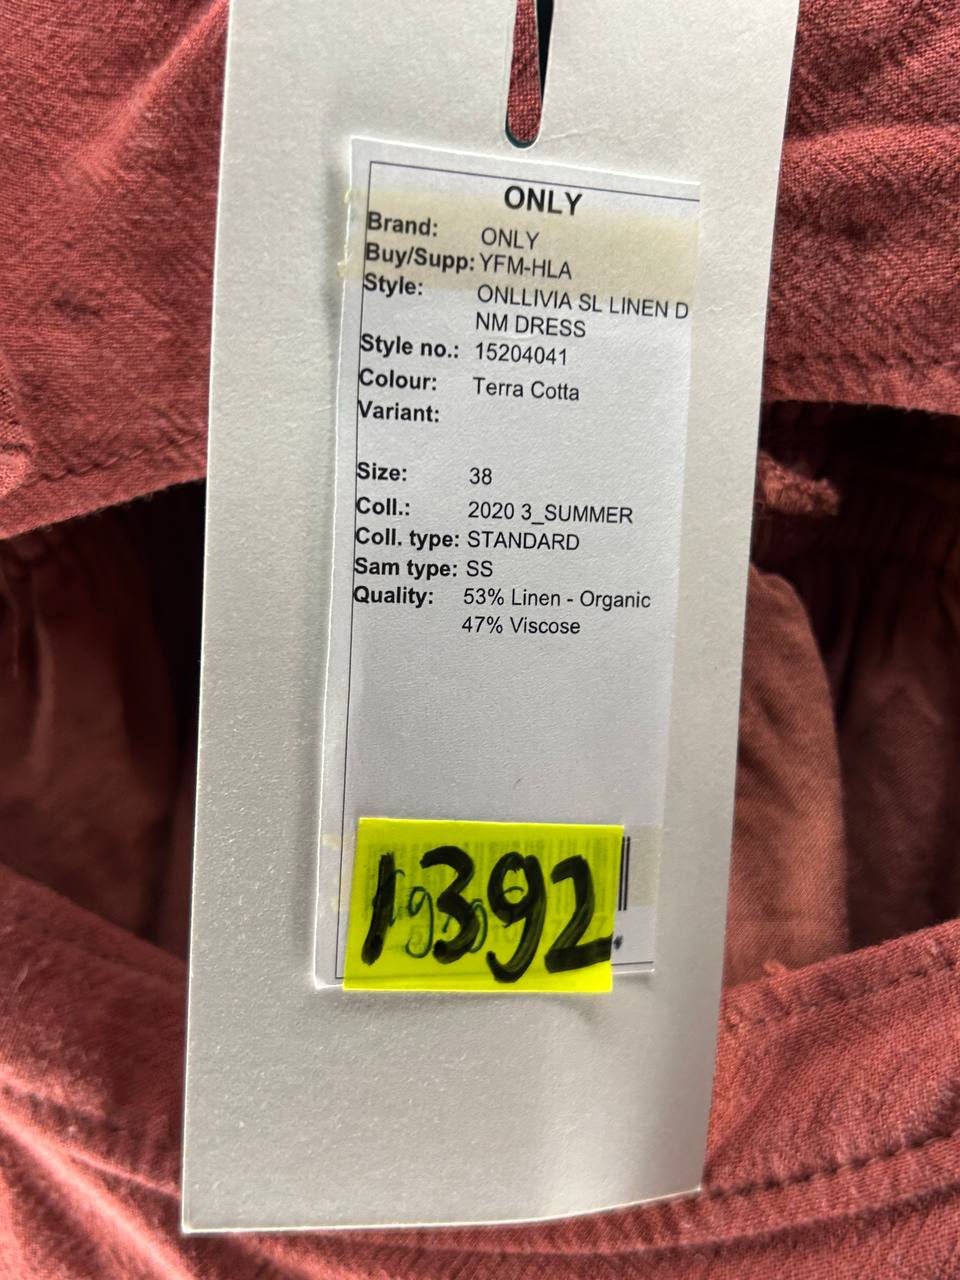 ONLY
Brand: ONLY
Buy/Supp: YFM-HLA
Style: ONLLIVIA SL LINEN D
NM DRESS
Style no.: 15204041
Colour: Terra Cotta
Variant:
Size: 38
Coll.: 2020 3_SUMMER
Coll. type: STANDARD
Sam type: SS
Quality: 53% Linen - Organic
47% Viscose
1392